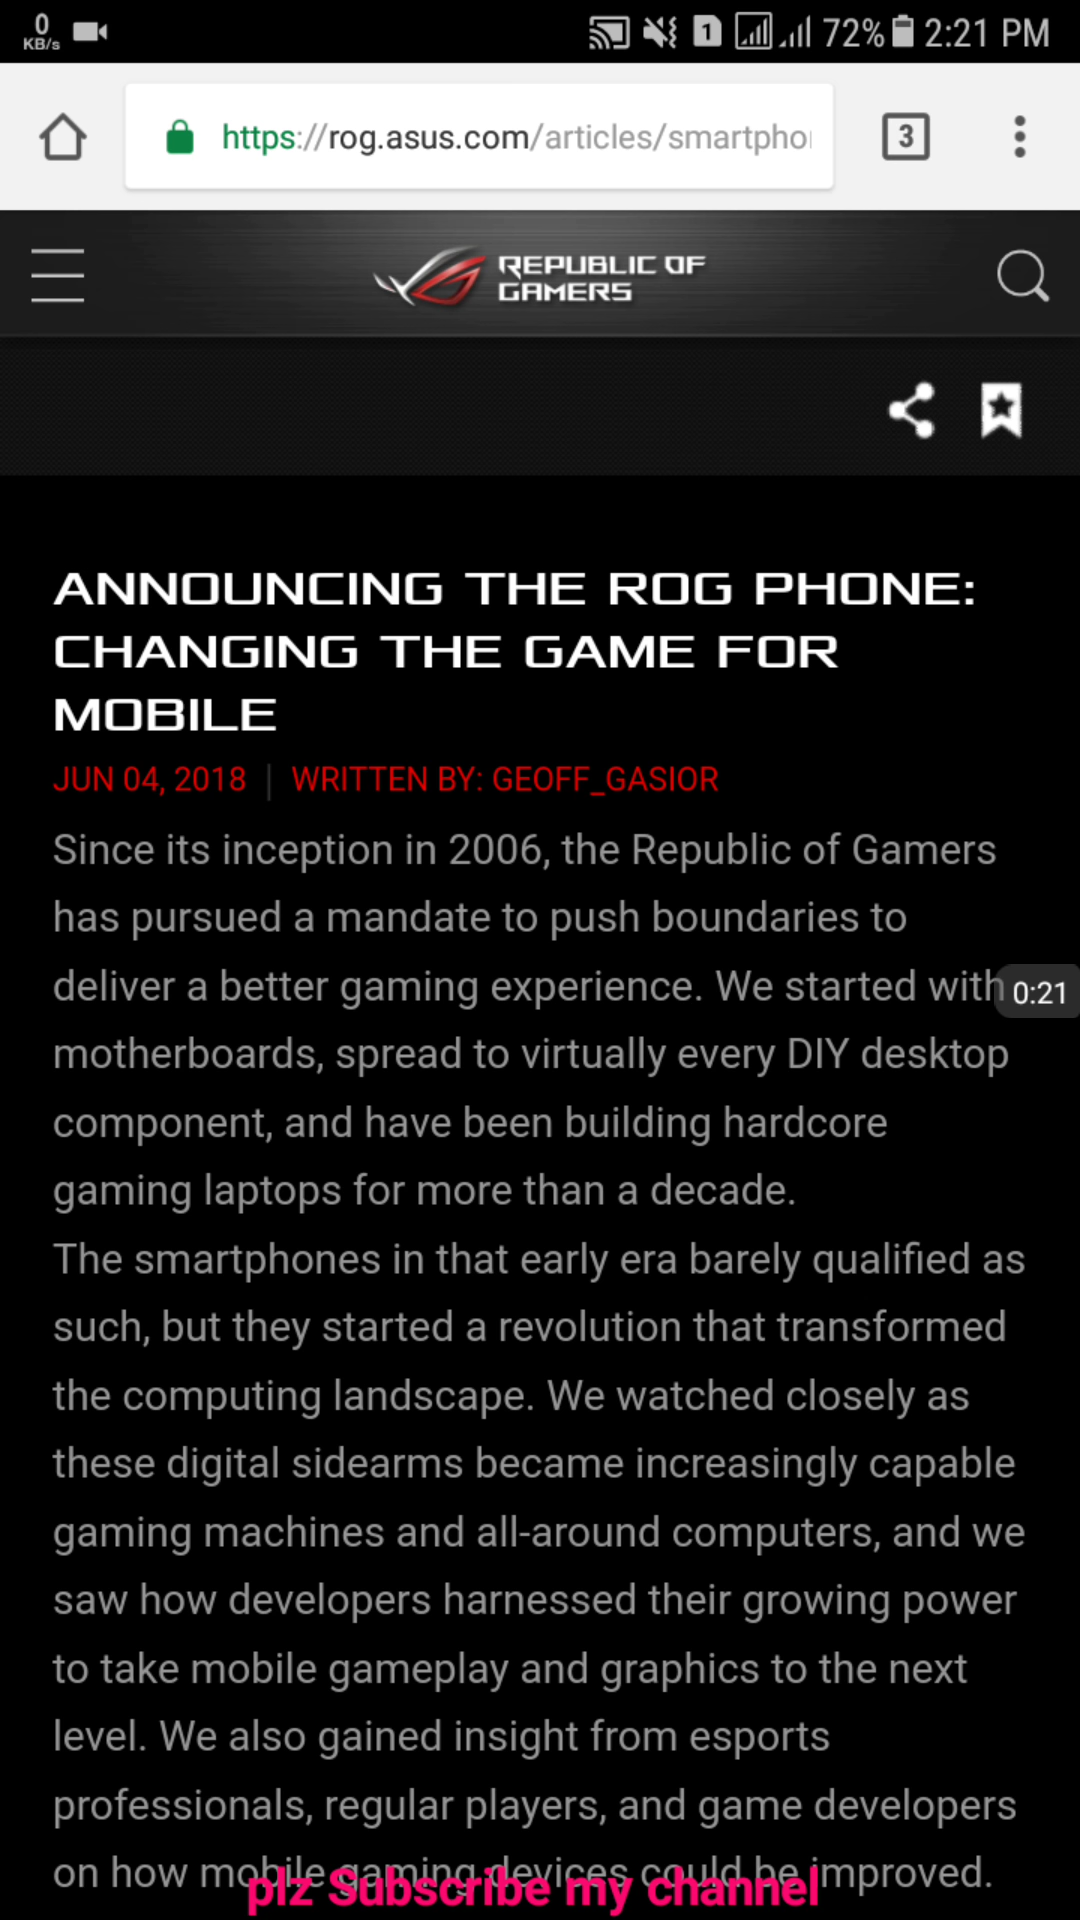 0
KB/s
1
72%
2:21 PM
https://rog.asus.com/articles/smartpho
3
REPUBLIC OF
GAMERS
ANNOUNCING THE ROG PHONE:
CHANGING THE GAME FOR
MOBILE
JUN 04, 2018 | WRITTEN BY: GEOFF_GASIOR
Since its inception in 2006, the Republic of Gamers
has pursued a mandate to push boundaries to
deliver a better gaming experience. We started with
0:21
motherboards, spread to virtually every DIY desktop
component, and have been building hardcore
gaming laptops for more than a decade.
The smartphones in that early era barely qualified as
such, but they started a revolution that transformed
the computing landscape. We watched closely as
these digital sidearms became increasingly capable
gaming machines and all-around computers, and we
saw how developers harnessed their growing power
to take mobile gameplay and graphics to the next
level. We also gained insight from esports
professionals, regular players, and game developers
on how mobile gaming devices could be improved.
plz Subscribe my channel